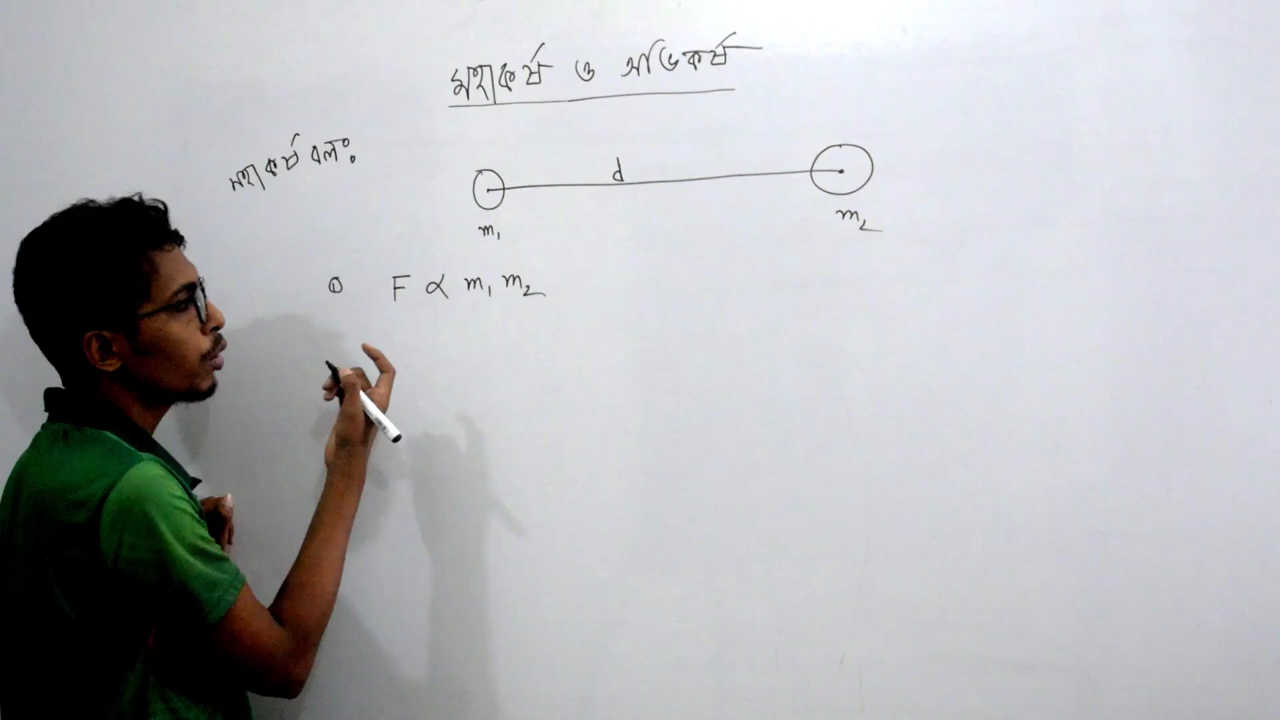 মহাকর্ষ ও অভিকর্ষ
মহাকর্ষ বলঃ
d
m₁
m₂
① F ∝ m₁ m₂